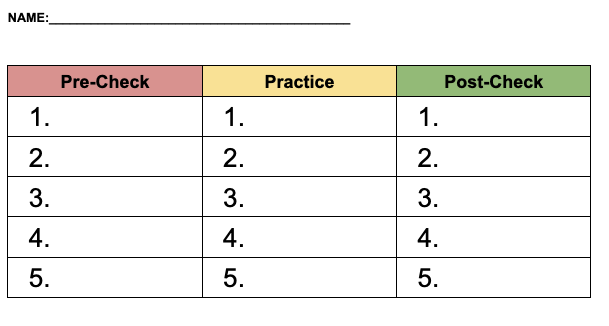 NAME:___________________________________________
Pre-Check Practice Post-Check
1. 1. 1.
2. 2. 2.
3. 3. 3.
4. 4. 4.
5. 5. 5.